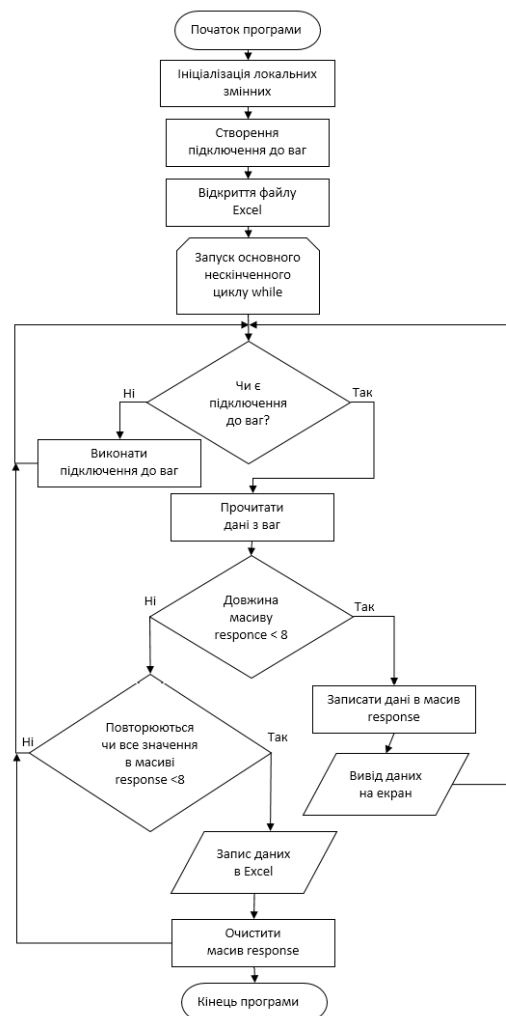 Початок програми
Ініціалізація локальних
змінних
Створення
підключення до ваг
Відкриття файлу
Excel
Запуск основного
нескінченного
циклу while
Чи є
підключення
до ваг?
Ні
Так
Виконати
підключення до ваг
Прочитати
дані з ваг
Довжина
масиву
responce < 8
Ні
Так
Записати дані в масив
response
Вивід даних
на екран
Повторюються
чи все значення
в масиві
response <8
Ні
Так
Запис даних
в Excel
Очистити
масив response
Кінець програми